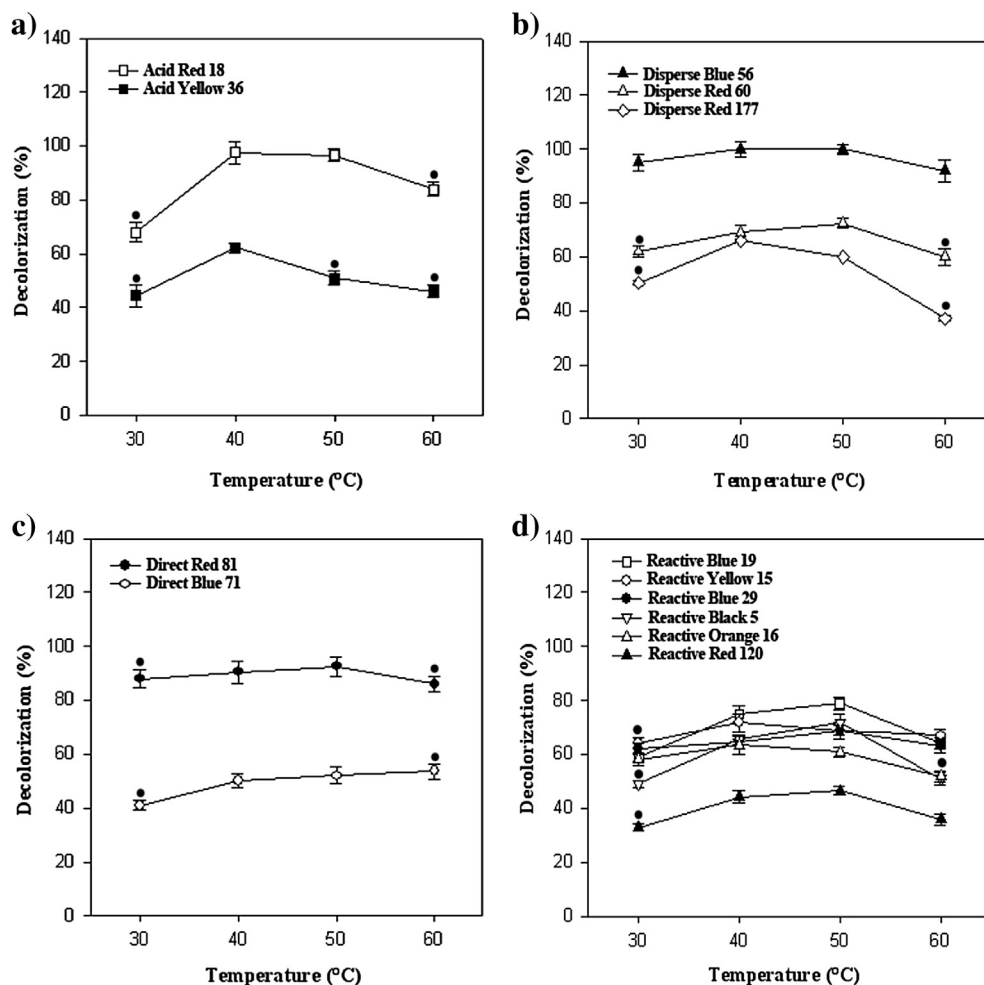 a)
140
120
100
80
60
40
20
0
Decolorization (%)
Acid Red 18
Acid Yellow 36
30 40 50 60
Temperature (°C)
b)
140
120
100
80
60
40
20
0
Decolorization (%)
Disperse Blue 56
Disperse Red 60
Disperse Red 177
30 40 50 60
Temperature (°C)
c)
140
120
100
80
60
40
20
0
Decolorization (%)
Direct Red 81
Direct Blue 71
30 40 50 60
Temperature (°C)
d)
140
120
100
80
60
40
20
0
Decolorization (%)
Reactive Blue 19
Reactive Yellow 15
Reactive Blue 29
Reactive Black 5
Reactive Orange 16
Reactive Red 120
30 40 50 60
Temperature (°C)